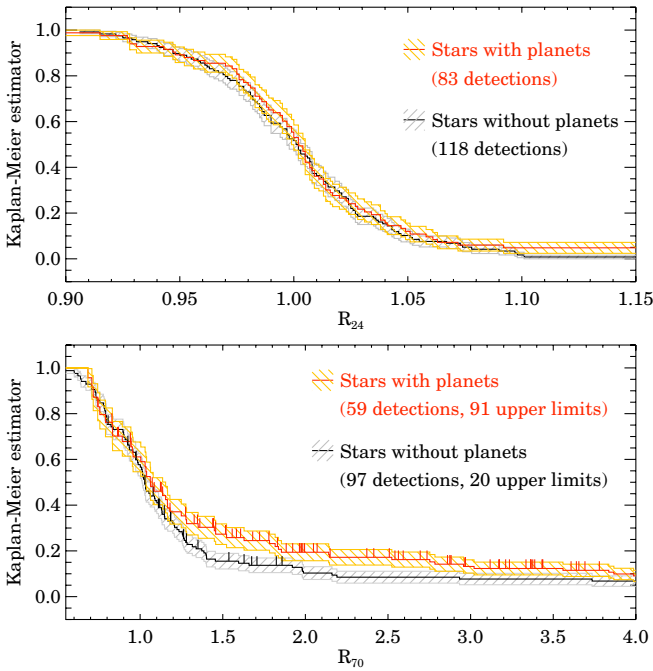 Kaplan-Meier estimator
1.0
0.8
0.6
0.4
0.2
0.0
Stars with planets
(83 detections)
Stars without planets
(118 detections)
0.90 0.95 1.00 1.05 1.10 1.15
R24
Kaplan-Meier estimator
1.0
0.8
0.6
0.4
0.2
0.0
Stars with planets
(59 detections, 91 upper limits)
Stars without planets
(97 detections, 20 upper limits)
1.0 1.5 2.0 2.5 3.0 3.5 4.0
R70